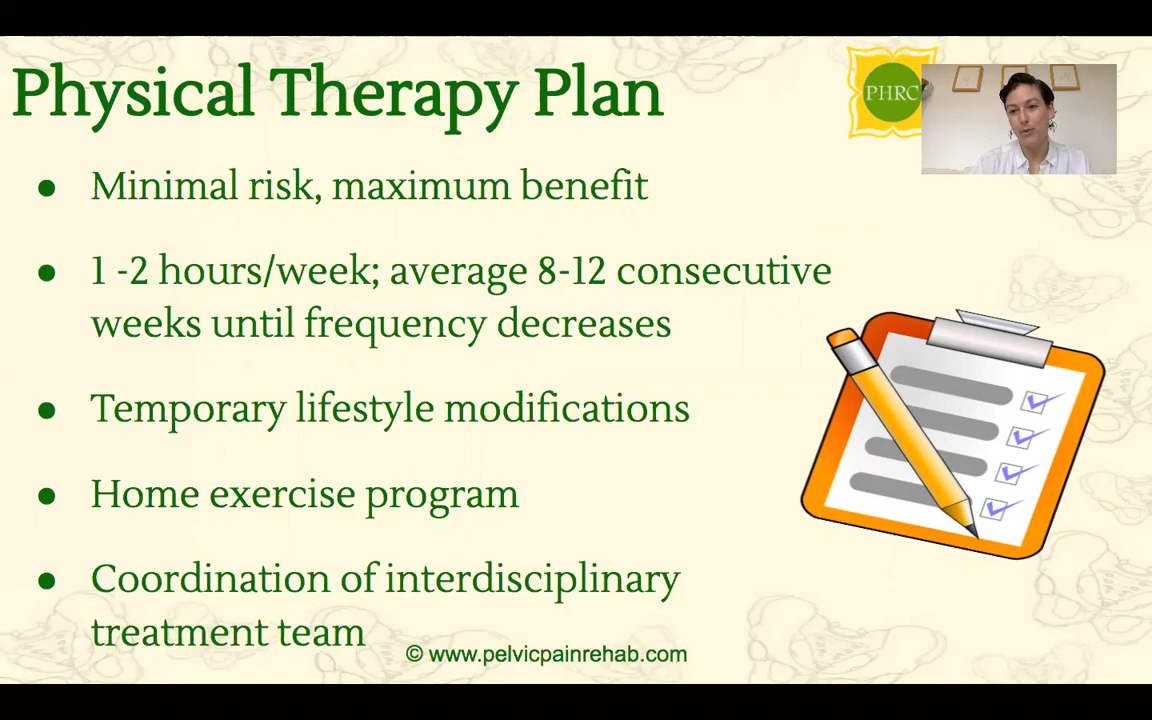 Physical Therapy Plan
PHRC
● Minimal risk, maximum benefit
● 1 -2 hours/week; average 8-12 consecutive
weeks until frequency decreases
● Temporary lifestyle modifications
● Home exercise program
● Coordination of interdisciplinary
treatment team
© www.pelvicpainrehab.com